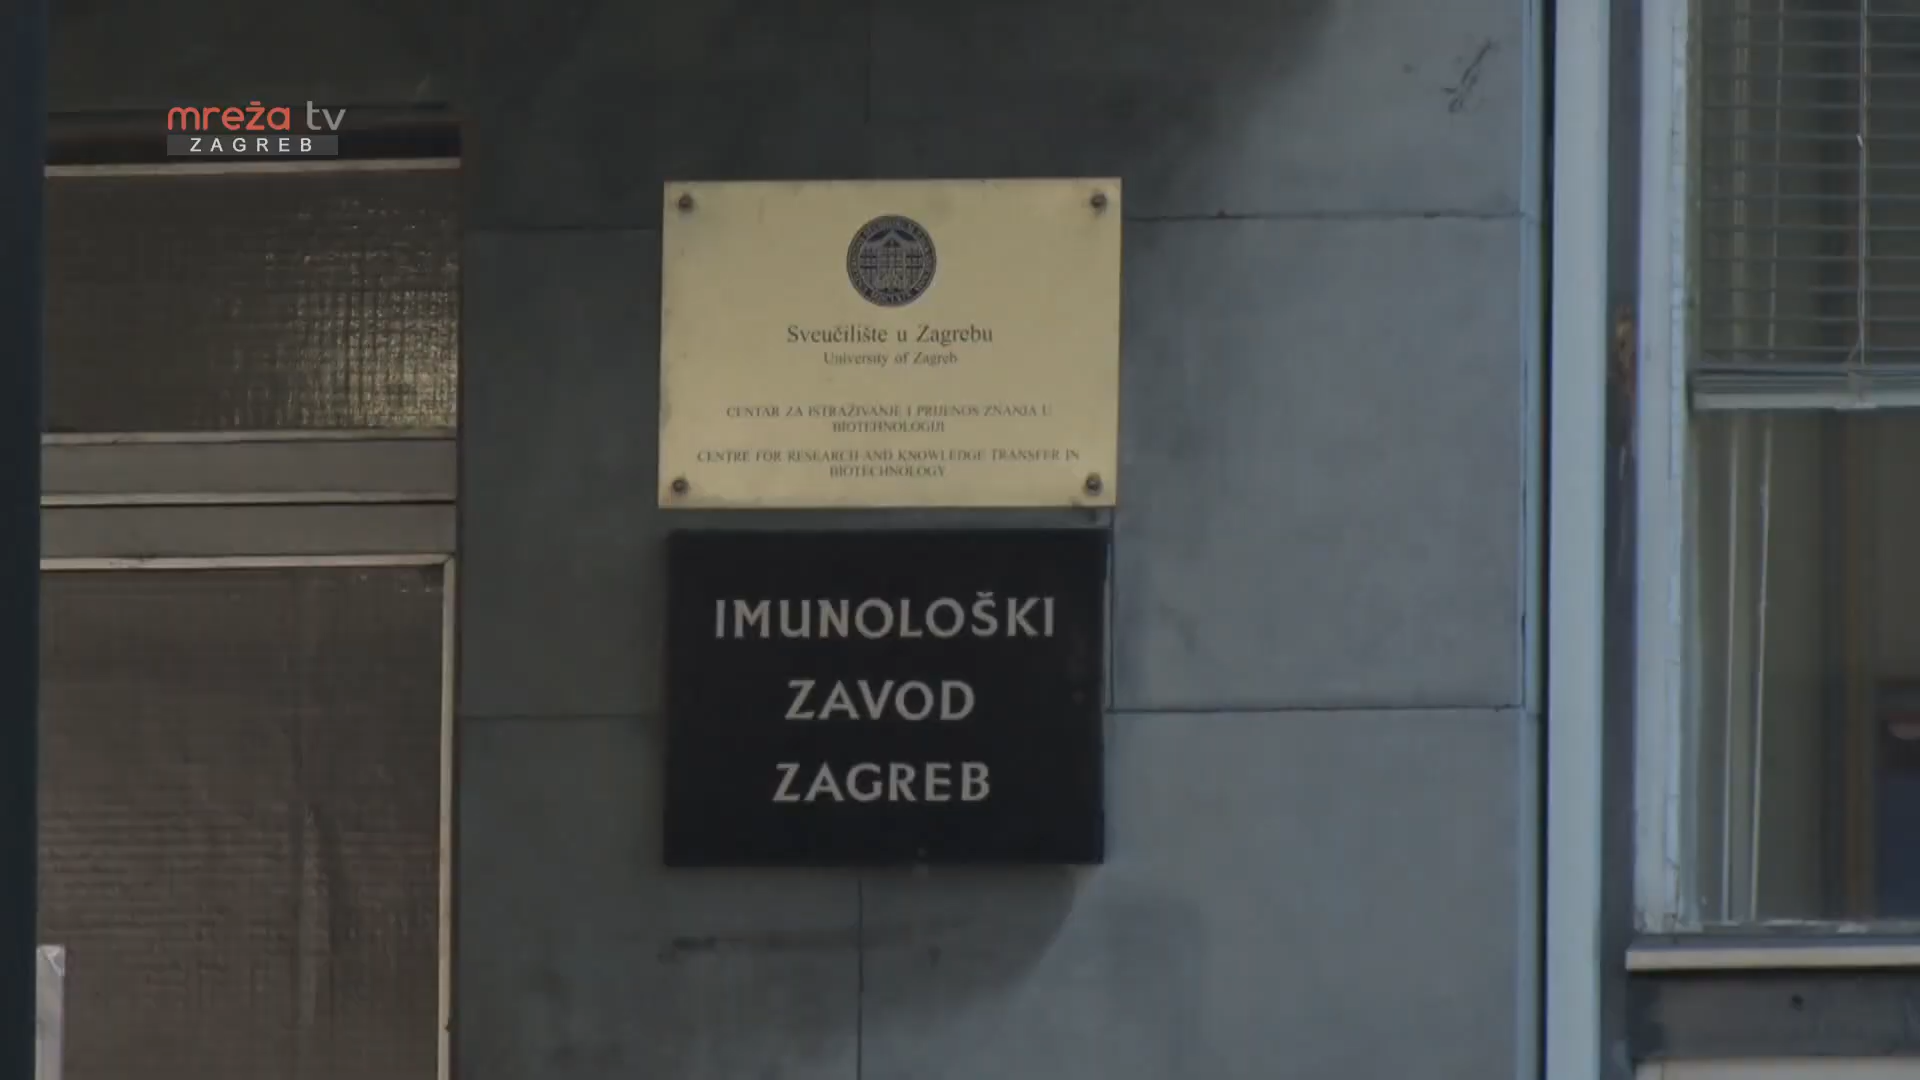 mreža tv
ZAGREB
Sveučilište u Zagrebu
University of Zagreb
CENTAR ZA ISTRAŽIVANJE I PRIJENOS ZNANJA U
BIOTEHNOLOGIJI
CENTRE FOR RESEARCH AND KNOWLEDGE TRANSFER IN
BIOTECHNOLOGY
IMUNOLOŠKI
ZAVOD
ZAGREB